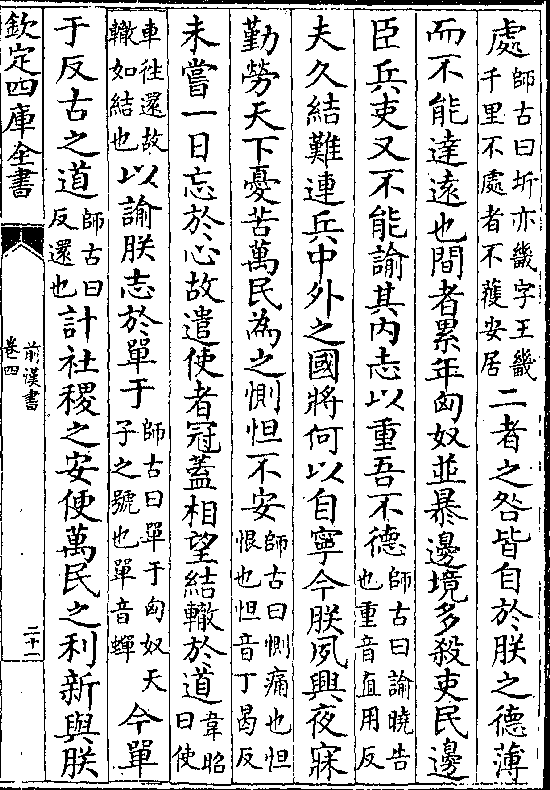 處師古曰圻亦畿字王畿
千里不處者不獲安居二者之咎皆自於朕之德薄
而不能達遠也間者累年匈奴並暴邊境多殺吏民邊
臣兵吏又不能諭其内志以重吾不德師古曰諭曉告
也重音直用反
夫久結難連兵中外之國將何以自寧今朕夙興夜寐
勤勞天下憂苦萬民為之惻怛不安師古曰惻痛也怛
恨也怛音丁曷反
未嘗一日忘於心故遣使者冠蓋相望結轍於道韋昭
曰使
車往還故
轍如結也以諭朕志於單于師古曰單于匈奴天
子之號也單音蟬今單
于反古之道師古曰
反還也計社稷之安便萬民之利新與朕
欽定四庫全書
前漢書
卷四
二十一